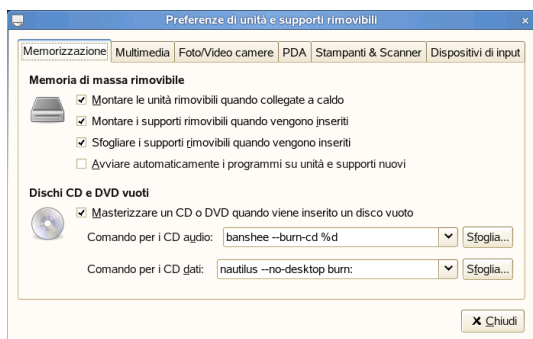 Preferenze di unità e supporti rimovibili
Memorizzazione Multimedia Foto/Video camere PDA Stampanti & Scanner Dispositivi di input
Memoria di massa rimovibile
Montare le unità rimovibili quando collegate a caldo
Montare i supporti rimovibili quando vengono inseriti
Sfogliare i supporti rimovibili quando vengono inseriti
Avviare automaticamente i programmi su unità e supporti nuovi
Dischi CD e DVD vuoti
Masterizzare un CD o DVD quando viene inserito un disco vuoto
Comando per i CD audio: banshee --burn-cd %d Sfoglia...
Comando per i CD dati: nautilus --no-desktop burn: Sfoglia...
Chiudi